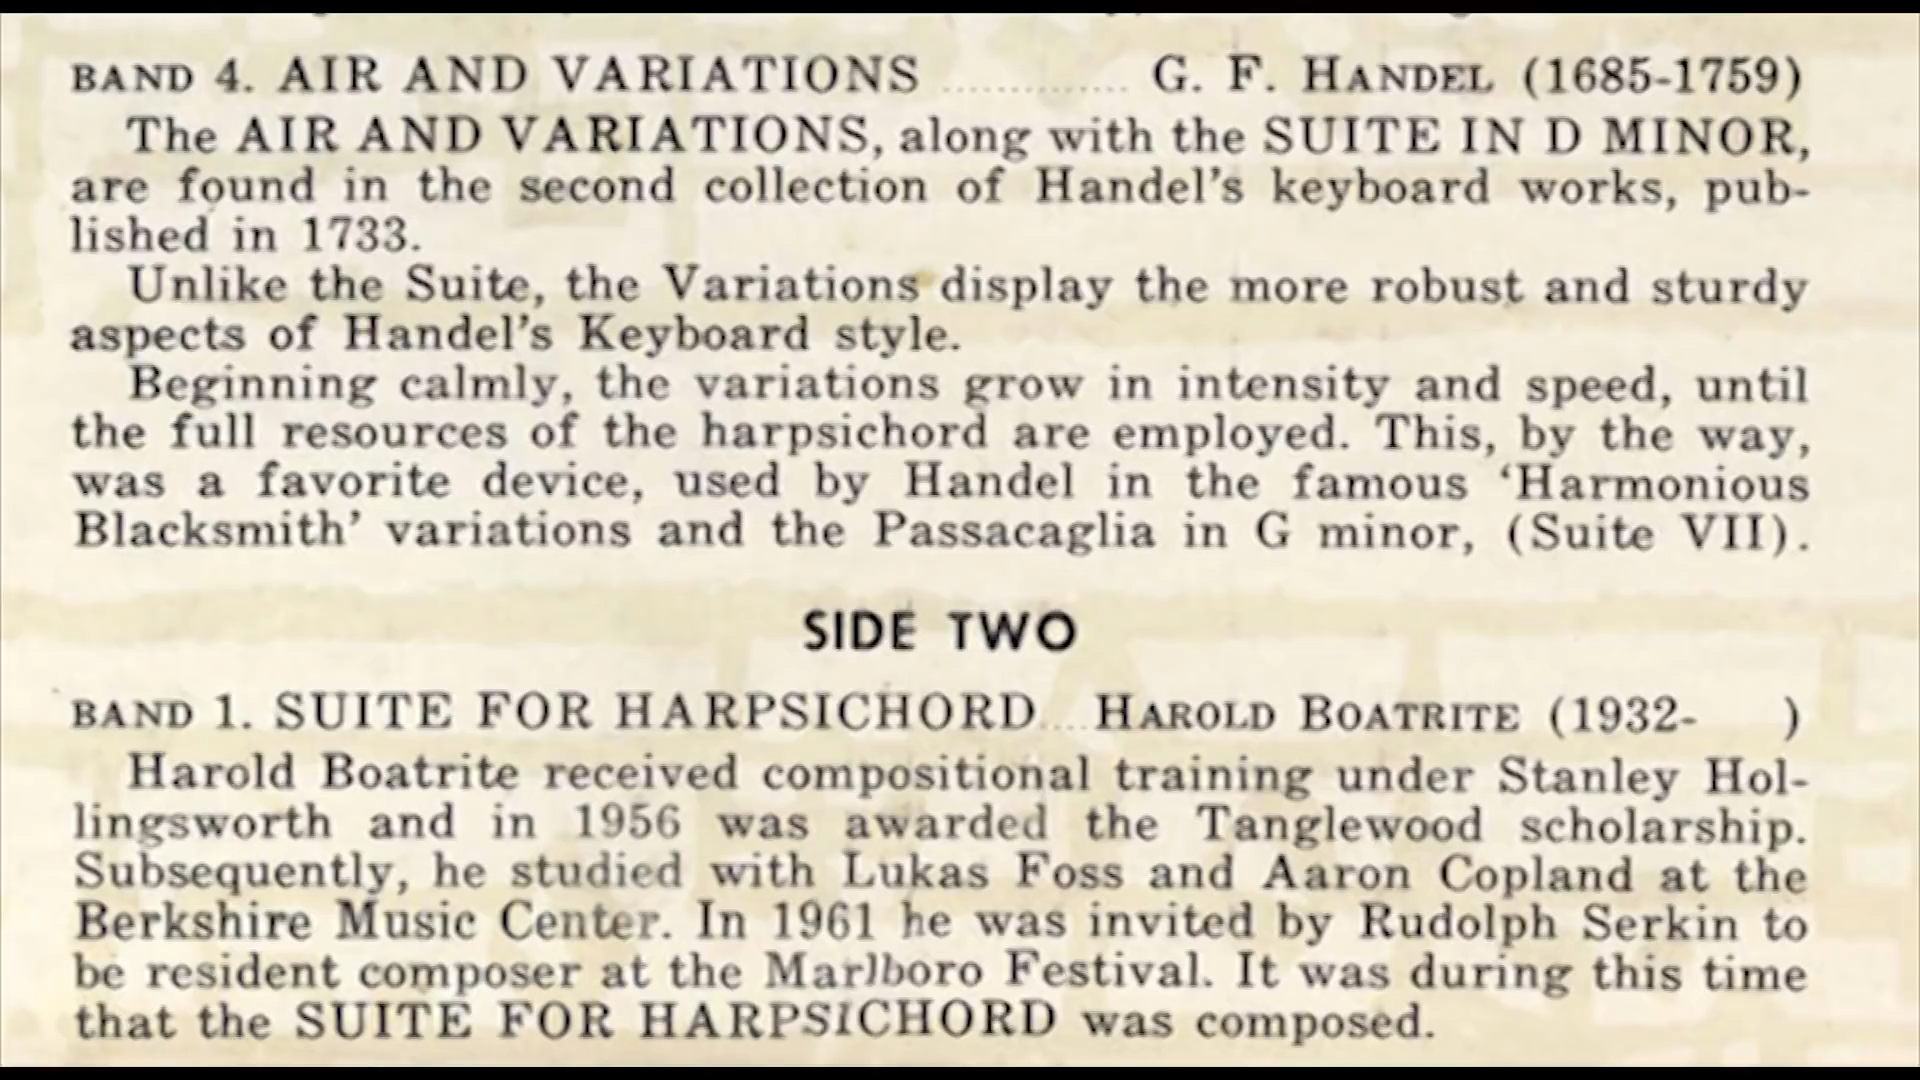 BAND 4. AIR AND VARIATIONS .............. G. F. HANDEL (1685-1759)
The AIR AND VARIATIONS, along with the SUITE IN D MINOR,
are found in the second collection of Handel's keyboard works, pub-
lished in 1733.
Unlike the Suite, the Variations display the more robust and sturdy
aspects of Handel's Keyboard style.
Beginning calmly, the variations grow in intensity and speed, until
the full resources of the harpsichord are employed. This, by the way,
was a favorite device, used by Handel in the famous 'Harmonious
Blacksmith' variations and the Passacaglia in G minor, (Suite VII).
SIDE TWO
BAND 1. SUITE FOR HARPSICHORD.... HAROLD BOATRITE (1932- )
Harold Boatrite received compositional training under Stanley Hol-
lingsworth and in 1956 was awarded the Tanglewood scholarship.
Subsequently, he studied with Lukas Foss and Aaron Copland at the
Berkshire Music Center. In 1961 he was invited by Rudolph Serkin to
be resident composer at the Marlboro Festival. It was during this time
that the SUITE FOR HARPSICHORD was composed.